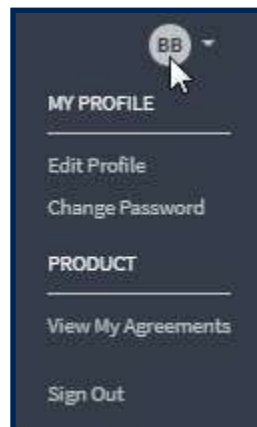 BB
MY PROFILE
Edit Profile
Change Password
PRODUCT
View My Agreements
Sign Out